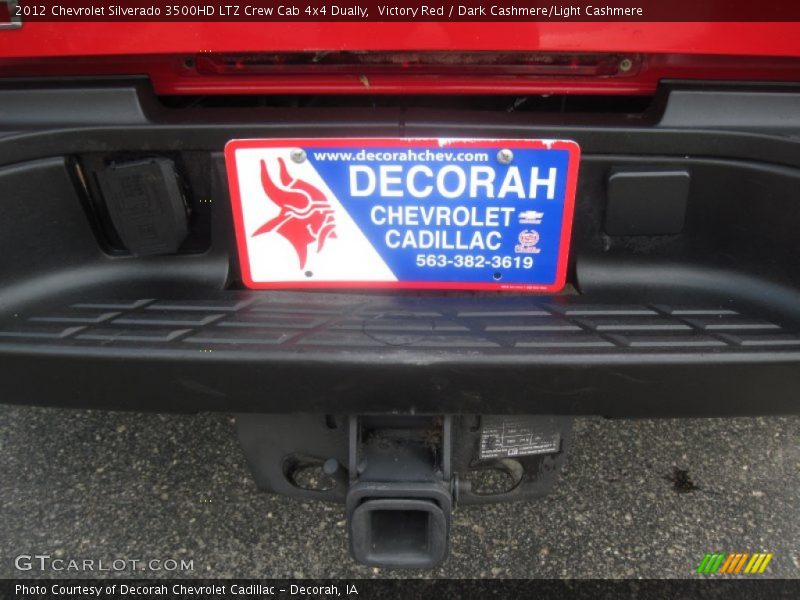 2012 Chevrolet Silverado 3500HD LTZ Crew Cab 4x4 Dually,  Victory Red / Dark Cashmere/Light Cashmere
www.decorahchev.com
DECORAH
CHEVROLET
CADILLAC
563-382-3619
GTCARLOT.COM
Photo Courtesy of Decorah Chevrolet Cadillac - Decorah, IA